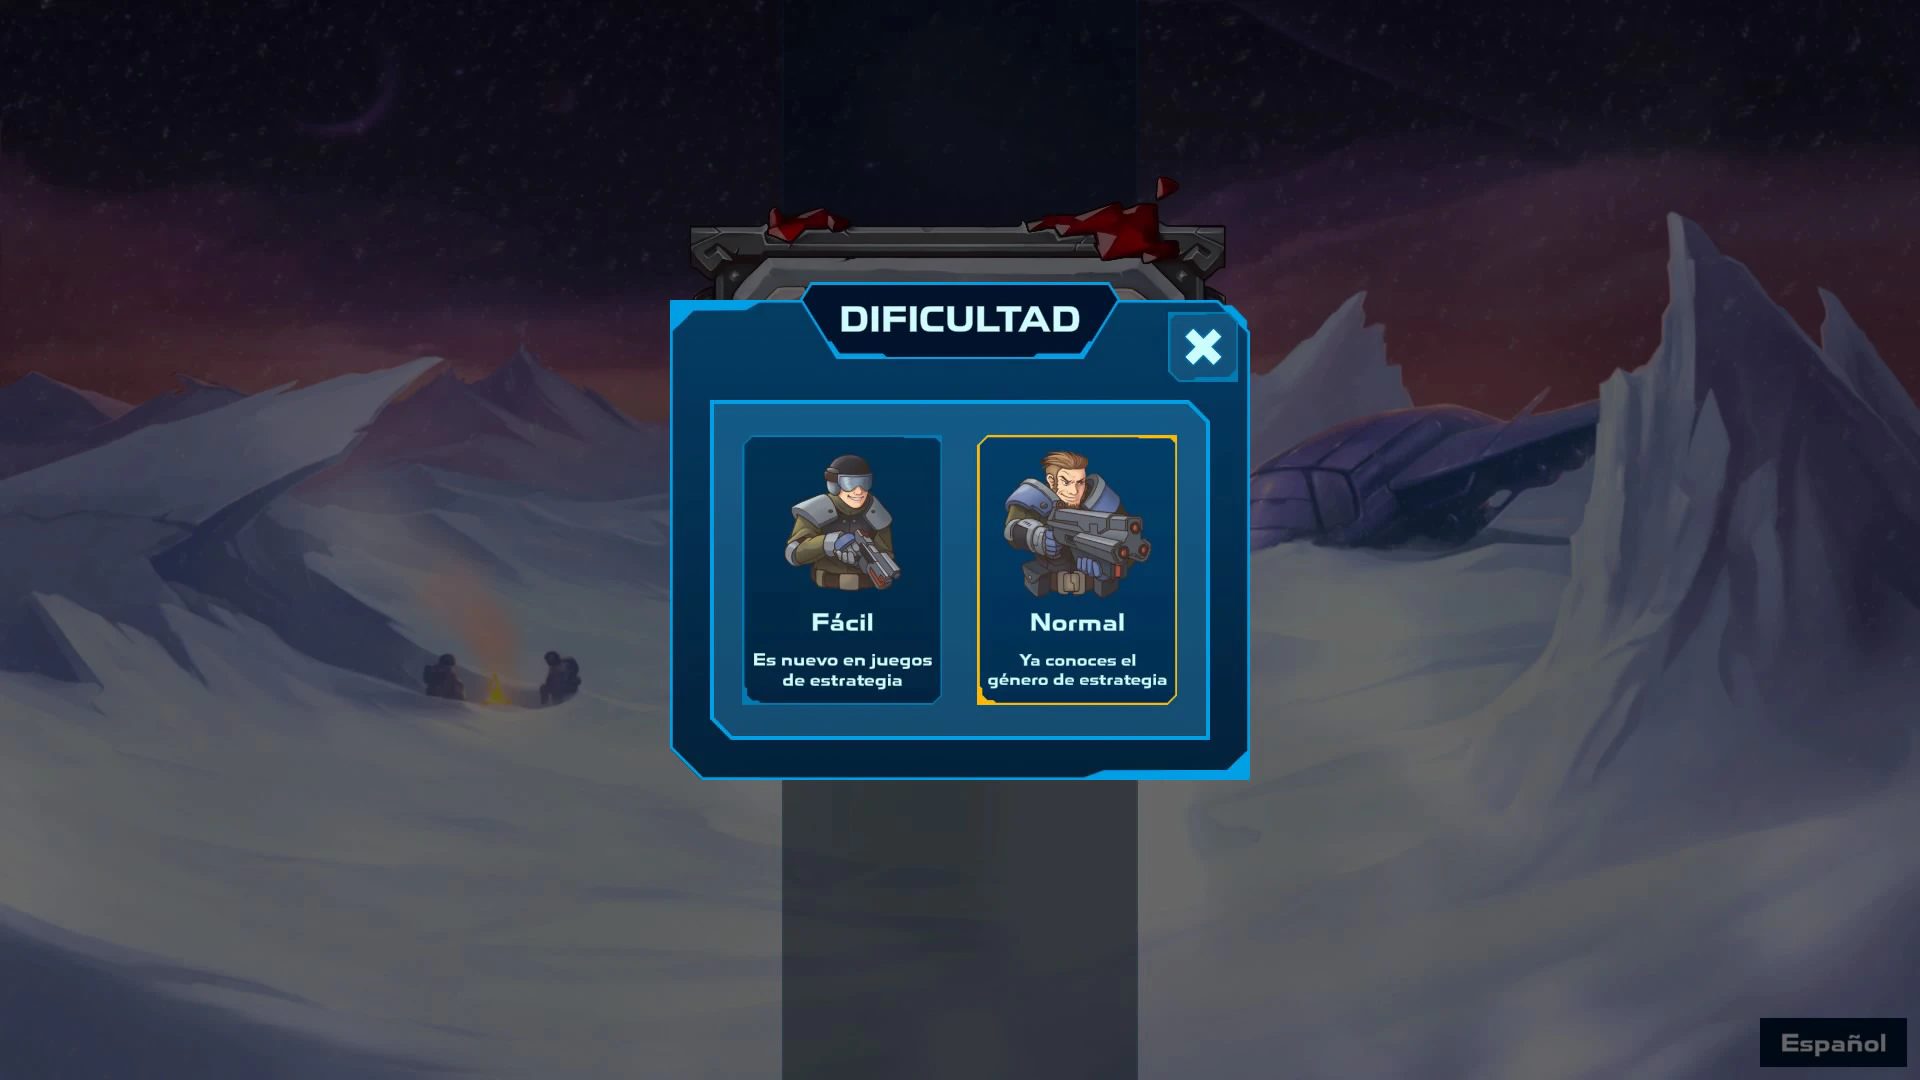 DIFICULTAD
Fácil
Es nuevo en juegos
de estrategia
Normal
Ya conoces el
género de estrategia
Español